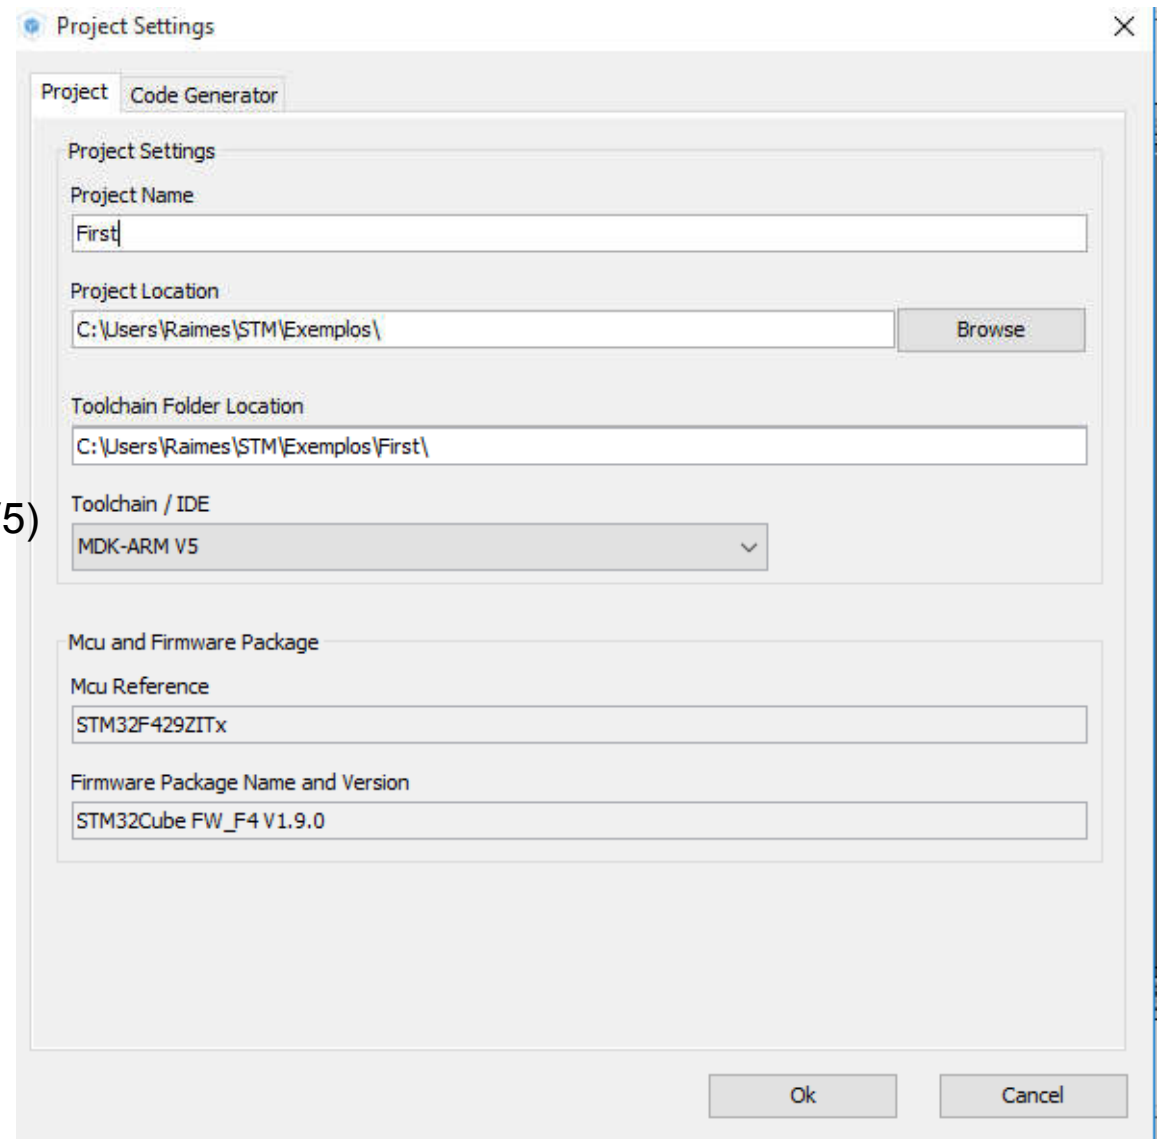 Project Settings
Project Code Generator
Project Settings
Project Name
First
Project Location
C:\Users\Raimes\STM\Exemplos\ Browse
Toolchain Folder Location
C:\Users\Raimes\STM\Exemplos\First\
5) Toolchain / IDE
MDK-ARM V5
Mcu and Firmware Package
Mcu Reference
STM32F429ZITx
Firmware Package Name and Version
STM32Cube FW_F4 V1.9.0
Ok Cancel